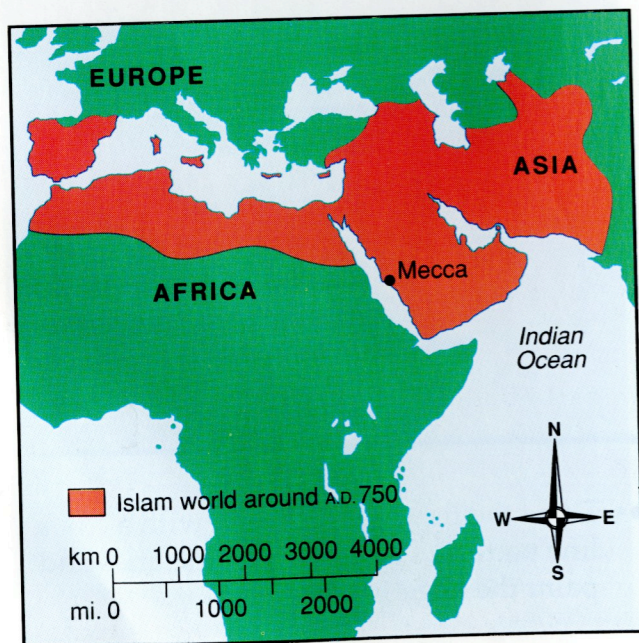 EUROPE
ASIA
Mecca
AFRICA
Indian
Ocean
N
W E
S
Islam world around A.D. 750
km 0 1000 2000 3000 4000
mi. 0 1000 2000